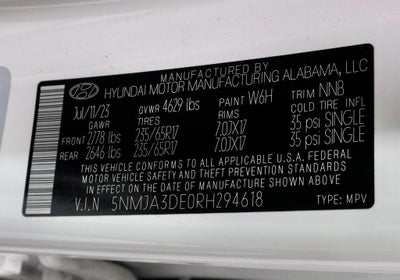 MANUFACTURED BY
HYUNDAI MOTOR MANUFACTURING ALABAMA, LLC
Jul/11/23 GVWR 4629 lbs PAINT W6H TRIM NNB
GAWR TIRES RIMS COLD TIRE INFL
FRONT 2778 lbs 235/65R17 7.0JX17 35 psi SINGLE
REAR 2646 lbs 235/65R17 7.0JX17 35 psi SINGLE
THIS VEHICLE CONFORMS TO ALL APPLICABLE FEDERAL
MOTOR VEHICLE SAFETY AND THEFT PREVENTION STANDARDS
IN EFFECT ON THE DATE OF MANUFACTURE SHOWN ABOVE
V.I.N 5NMJA3DE0RH294618 TYPE: MPV